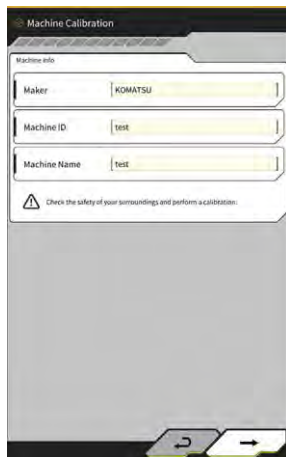 Machine Calibration
Machine Info
Maker
KOMATSU
Machine ID
test
Machine Name
test
Check the safety of your surroundings and perform a calibration.